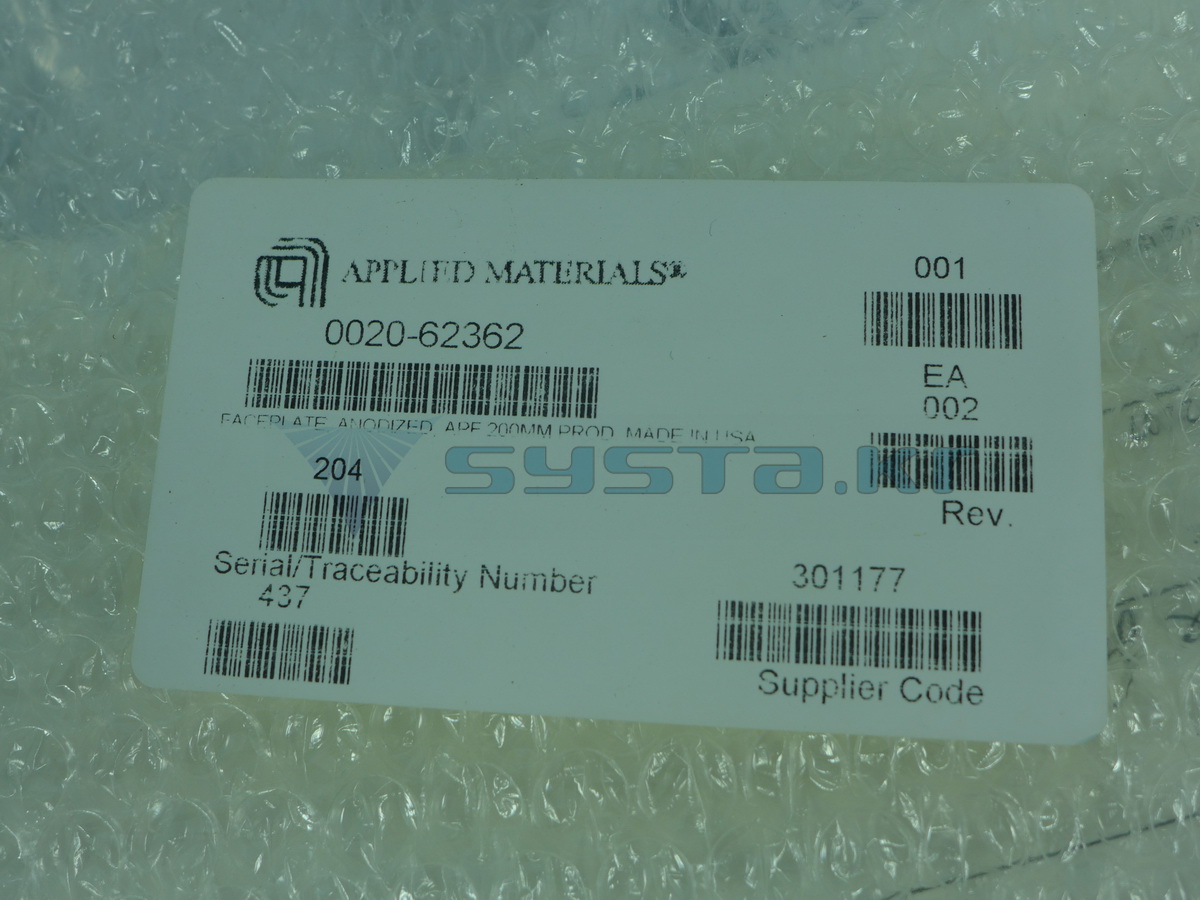 APPLIED MATERIALS®
0020-62362
FACEPLATE, ANODIZED, APF 200MM PROD, MADE IN USA
204
Serial/Traceability Number
437
001
EA
002
Rev.
301177
Supplier Code
systa.kr